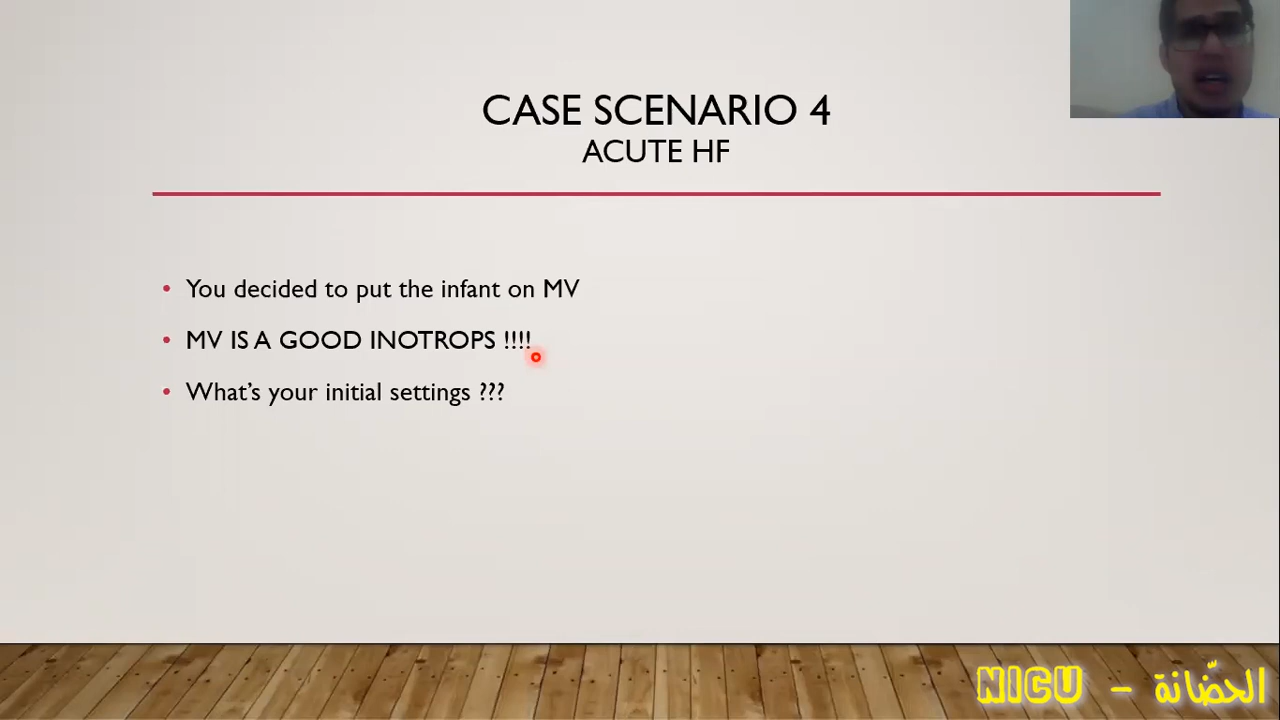 CASE SCENARIO 4
ACUTE HF
• You decided to put the infant on MV
• MV IS A GOOD INOTROPS !!!!
• What's your initial settings ???
NICU - الحضّانة